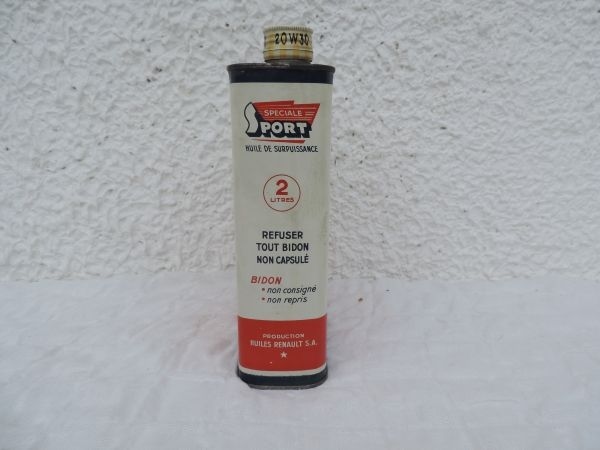 20W30
SPECIALE
SPORT
HUILE DE SURPUISSANCE
2
LITRES
REFUSER
TOUT BIDON
NON CAPSULÉ
BIDON
• non consigné
• non repris
PRODUCTION
HUILES RENAULT S.A.